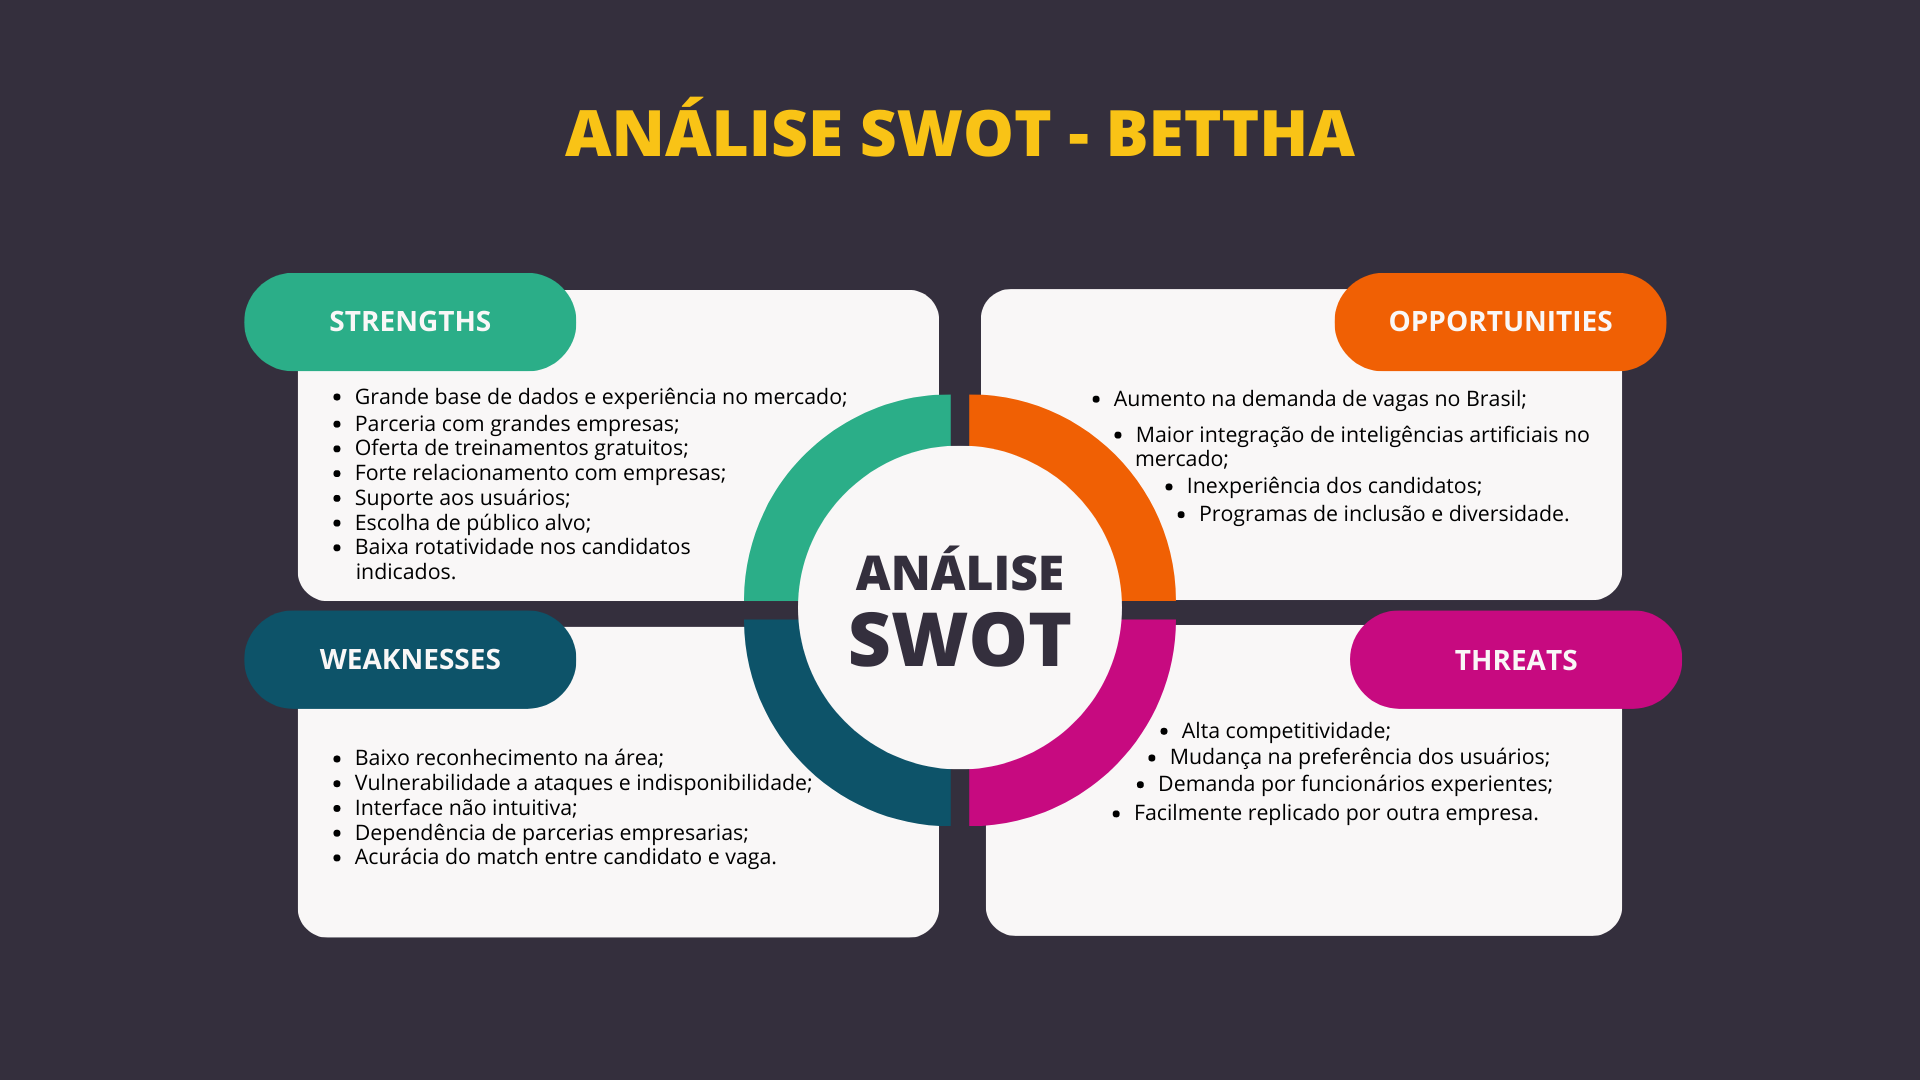 ANÁLISE SWOT - BETTHA
STRENGTHS
• Grande base de dados e experiência no mercado;
• Parceria com grandes empresas;
• Oferta de treinamentos gratuitos;
• Forte relacionamento com empresas;
• Suporte aos usuários;
• Escolha de público alvo;
• Baixa rotatividade nos candidatos
indicados.
OPPORTUNITIES
• Aumento na demanda de vagas no Brasil;
• Maior integração de inteligências artificiais no
mercado;
• Inexperiência dos candidatos;
• Programas de inclusão e diversidade.
ANÁLISE
SWOT
WEAKNESSES
• Baixo reconhecimento na área;
• Vulnerabilidade a ataques e indisponibilidade;
• Interface não intuitiva;
• Dependência de parcerias empresarias;
• Acurácia do match entre candidato e vaga.
THREATS
• Alta competitividade;
• Mudança na preferência dos usuários;
• Demanda por funcionários experientes;
• Facilmente replicado por outra empresa.